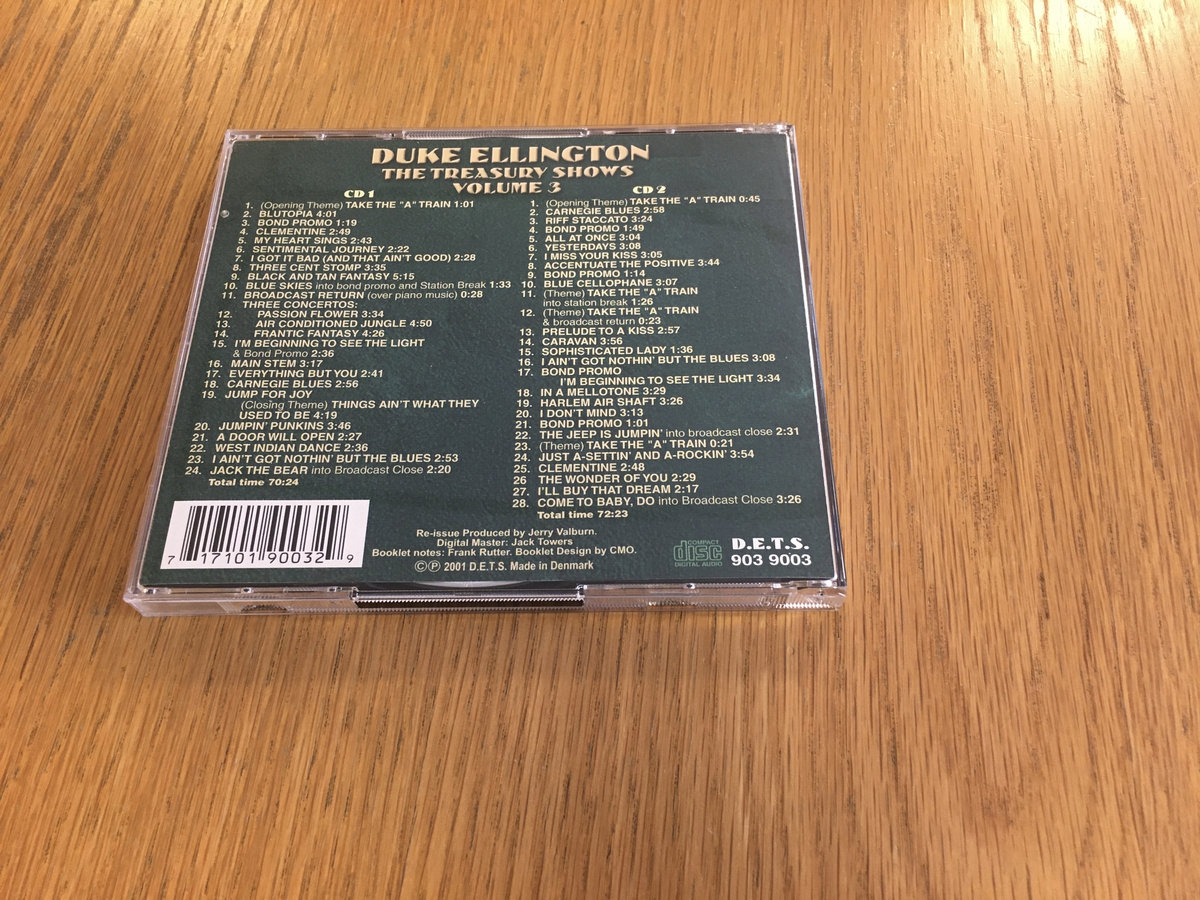 DUKE ELLINGTON
THE TREASURY SHOWS
VOLUME 3
CD 1
1. (Opening Theme) TAKE THE "A" TRAIN 1:01
2. BLUTOPIA 4:01
3. BOND PROMO 1:19
4. CLEMENTINE 2:49
5. MY HEART SINGS 2:43
6. SENTIMENTAL JOURNEY 2:22
7. I GOT IT BAD (AND THAT AIN'T GOOD) 2:28
8. THREE CENT STOMP 3:35
9. BLACK AND TAN FANTASY 5:15
10. BLUE SKIES into bond promo and Station Break 1:33
11. BROADCAST RETURN (over piano music) 0:28
THREE CONCERTOS:
12. PASSION FLOWER 3:34
13. AIR CONDITIONED JUNGLE 4:50
14. FRANTIC FANTASY 4:26
15. I'M BEGINNING TO SEE THE LIGHT
& Bond Promo 2:36
16. MAIN STEM 3:17
17. EVERYTHING BUT YOU 2:41
18. CARNEGIE BLUES 2:56
19. JUMP FOR JOY
(Closing Theme) THINGS AIN'T WHAT THEY
USED TO BE 4:19
20. JUMPIN' PUNKINS 3:46
21. A DOOR WILL OPEN 2:27
22. WEST INDIAN DANCE 2:36
23. I AIN'T GOT NOTHIN' BUT THE BLUES 2:53
24. JACK THE BEAR into Broadcast Close 2:20
Total time 70:24
CD 2
1. (Opening Theme) TAKE THE "A" TRAIN 0:45
2. CARNEGIE BLUES 2:58
3. RIFF STACCATO 3:24
4. BOND PROMO 1:49
5. ALL AT ONCE 3:04
6. YESTERDAYS 3:08
7. I MISS YOUR KISS 3:05
8. ACCENTUATE THE POSITIVE 3:44
9. BOND PROMO 1:14
10. BLUE CELLOPHANE 3:07
11. (Theme) TAKE THE "A" TRAIN
into station break 1:26
12. (Theme) TAKE THE "A" TRAIN
& broadcast return 0:23
13. PRELUDE TO A KISS 2:57
14. CARAVAN 3:56
15. SOPHISTICATED LADY 1:36
16. I AIN'T GOT NOTHIN' BUT THE BLUES 3:08
17. BOND PROMO
I'M BEGINNING TO SEE THE LIGHT 3:34
18. IN A MELLOTONE 3:29
19. HARLEM AIR SHAFT 3:26
20. I DON'T MIND 3:13
21. BOND PROMO 1:01
22. THE JEEP IS JUMPIN' into broadcast close 2:31
23. (Theme) TAKE THE "A" TRAIN 0:21
24. JUST A-SETTIN' AND A-ROCKIN' 3:54
25. CLEMENTINE 2:48
26 THE WONDER OF YOU 2:29
27. I'LL BUY THAT DREAM 2:17
28. COME TO BABY, DO into Broadcast Close 3:26
Total time 72:23
7 17101 90032 9
Re-issue Produced by Jerry Valburn.
Digital Master: Jack Towers
Booklet notes: Frank Rutter. Booklet Design by CMO.
©℗ 2001 D.E.T.S. Made in Denmark
COMPACT
disc
DIGITAL AUDIO
D.E.T.S.
903 9003